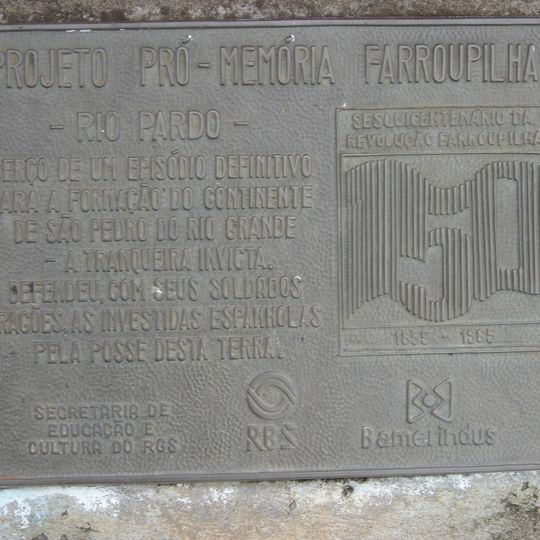 PROJETO PRÓ-MEMÓRIA FARROUPILHA
- RIO PARDO -
BERÇO DE UM EPISÓDIO DEFINITIVO
PARA A FORMAÇÃO DO CONTINENTE
DE SÃO PEDRO DO RIO GRANDE
- A TRANQUEIRA INVICTA.
DEFENDEU, COM SEUS SOLDADOS
DRAGÕES, AS INVESTIDAS ESPANHOLAS
PELA POSSE DESTA TERRA.
SESQUICENTENÁRIO DA
REVOLUÇÃO FARROUPILHA
150
1835 - 1985
SECRETARIA DE
EDUCAÇÃO E
CULTURA DO RGS
RBS
Bamerindus